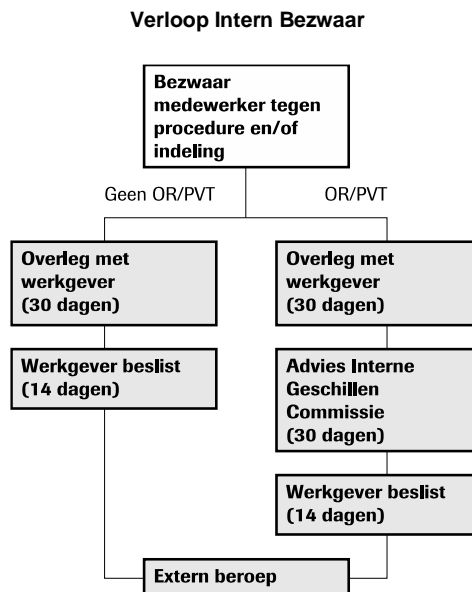 Verloop Intern Bezwaar
Bezwaar
medewerker tegen
procedure en/of
indeling
Geen OR/PVT
OR/PVT
Overleg met
werkgever
(30 dagen)
Werkgever beslist
(14 dagen)
Overleg met
werkgever
(30 dagen)
Advies Interne
Geschillen
Commissie
(30 dagen)
Werkgever beslist
(14 dagen)
Extern beroep